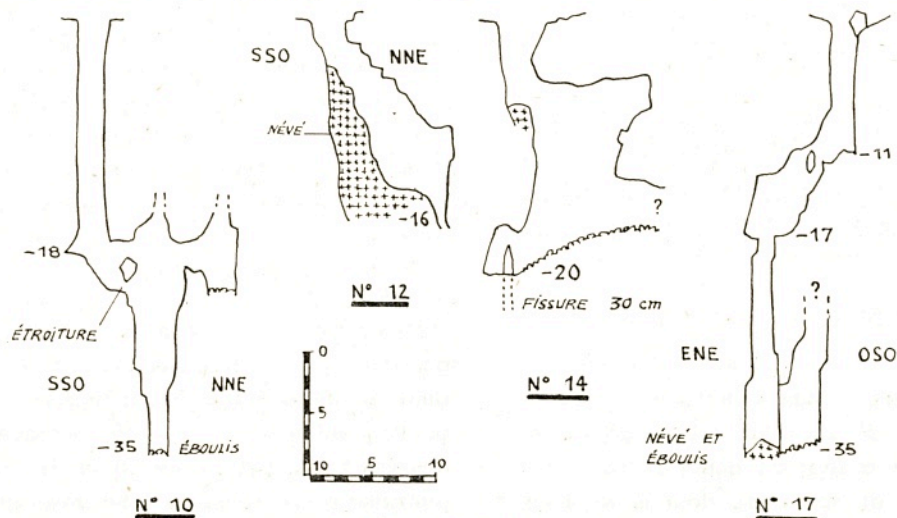 -18
ÉTROITURE
SSO
NNE
-35
ÉBOULIS
N° 10
SSO
NNE
NÉVÉ
-16
N° 12
?
-20
FISSURE 30 cm
N° 14
0
5
10
10 5 10
-11
-17
?
ENE
OSO
NÉVÉ ET
ÉBOULIS
-35
N° 17